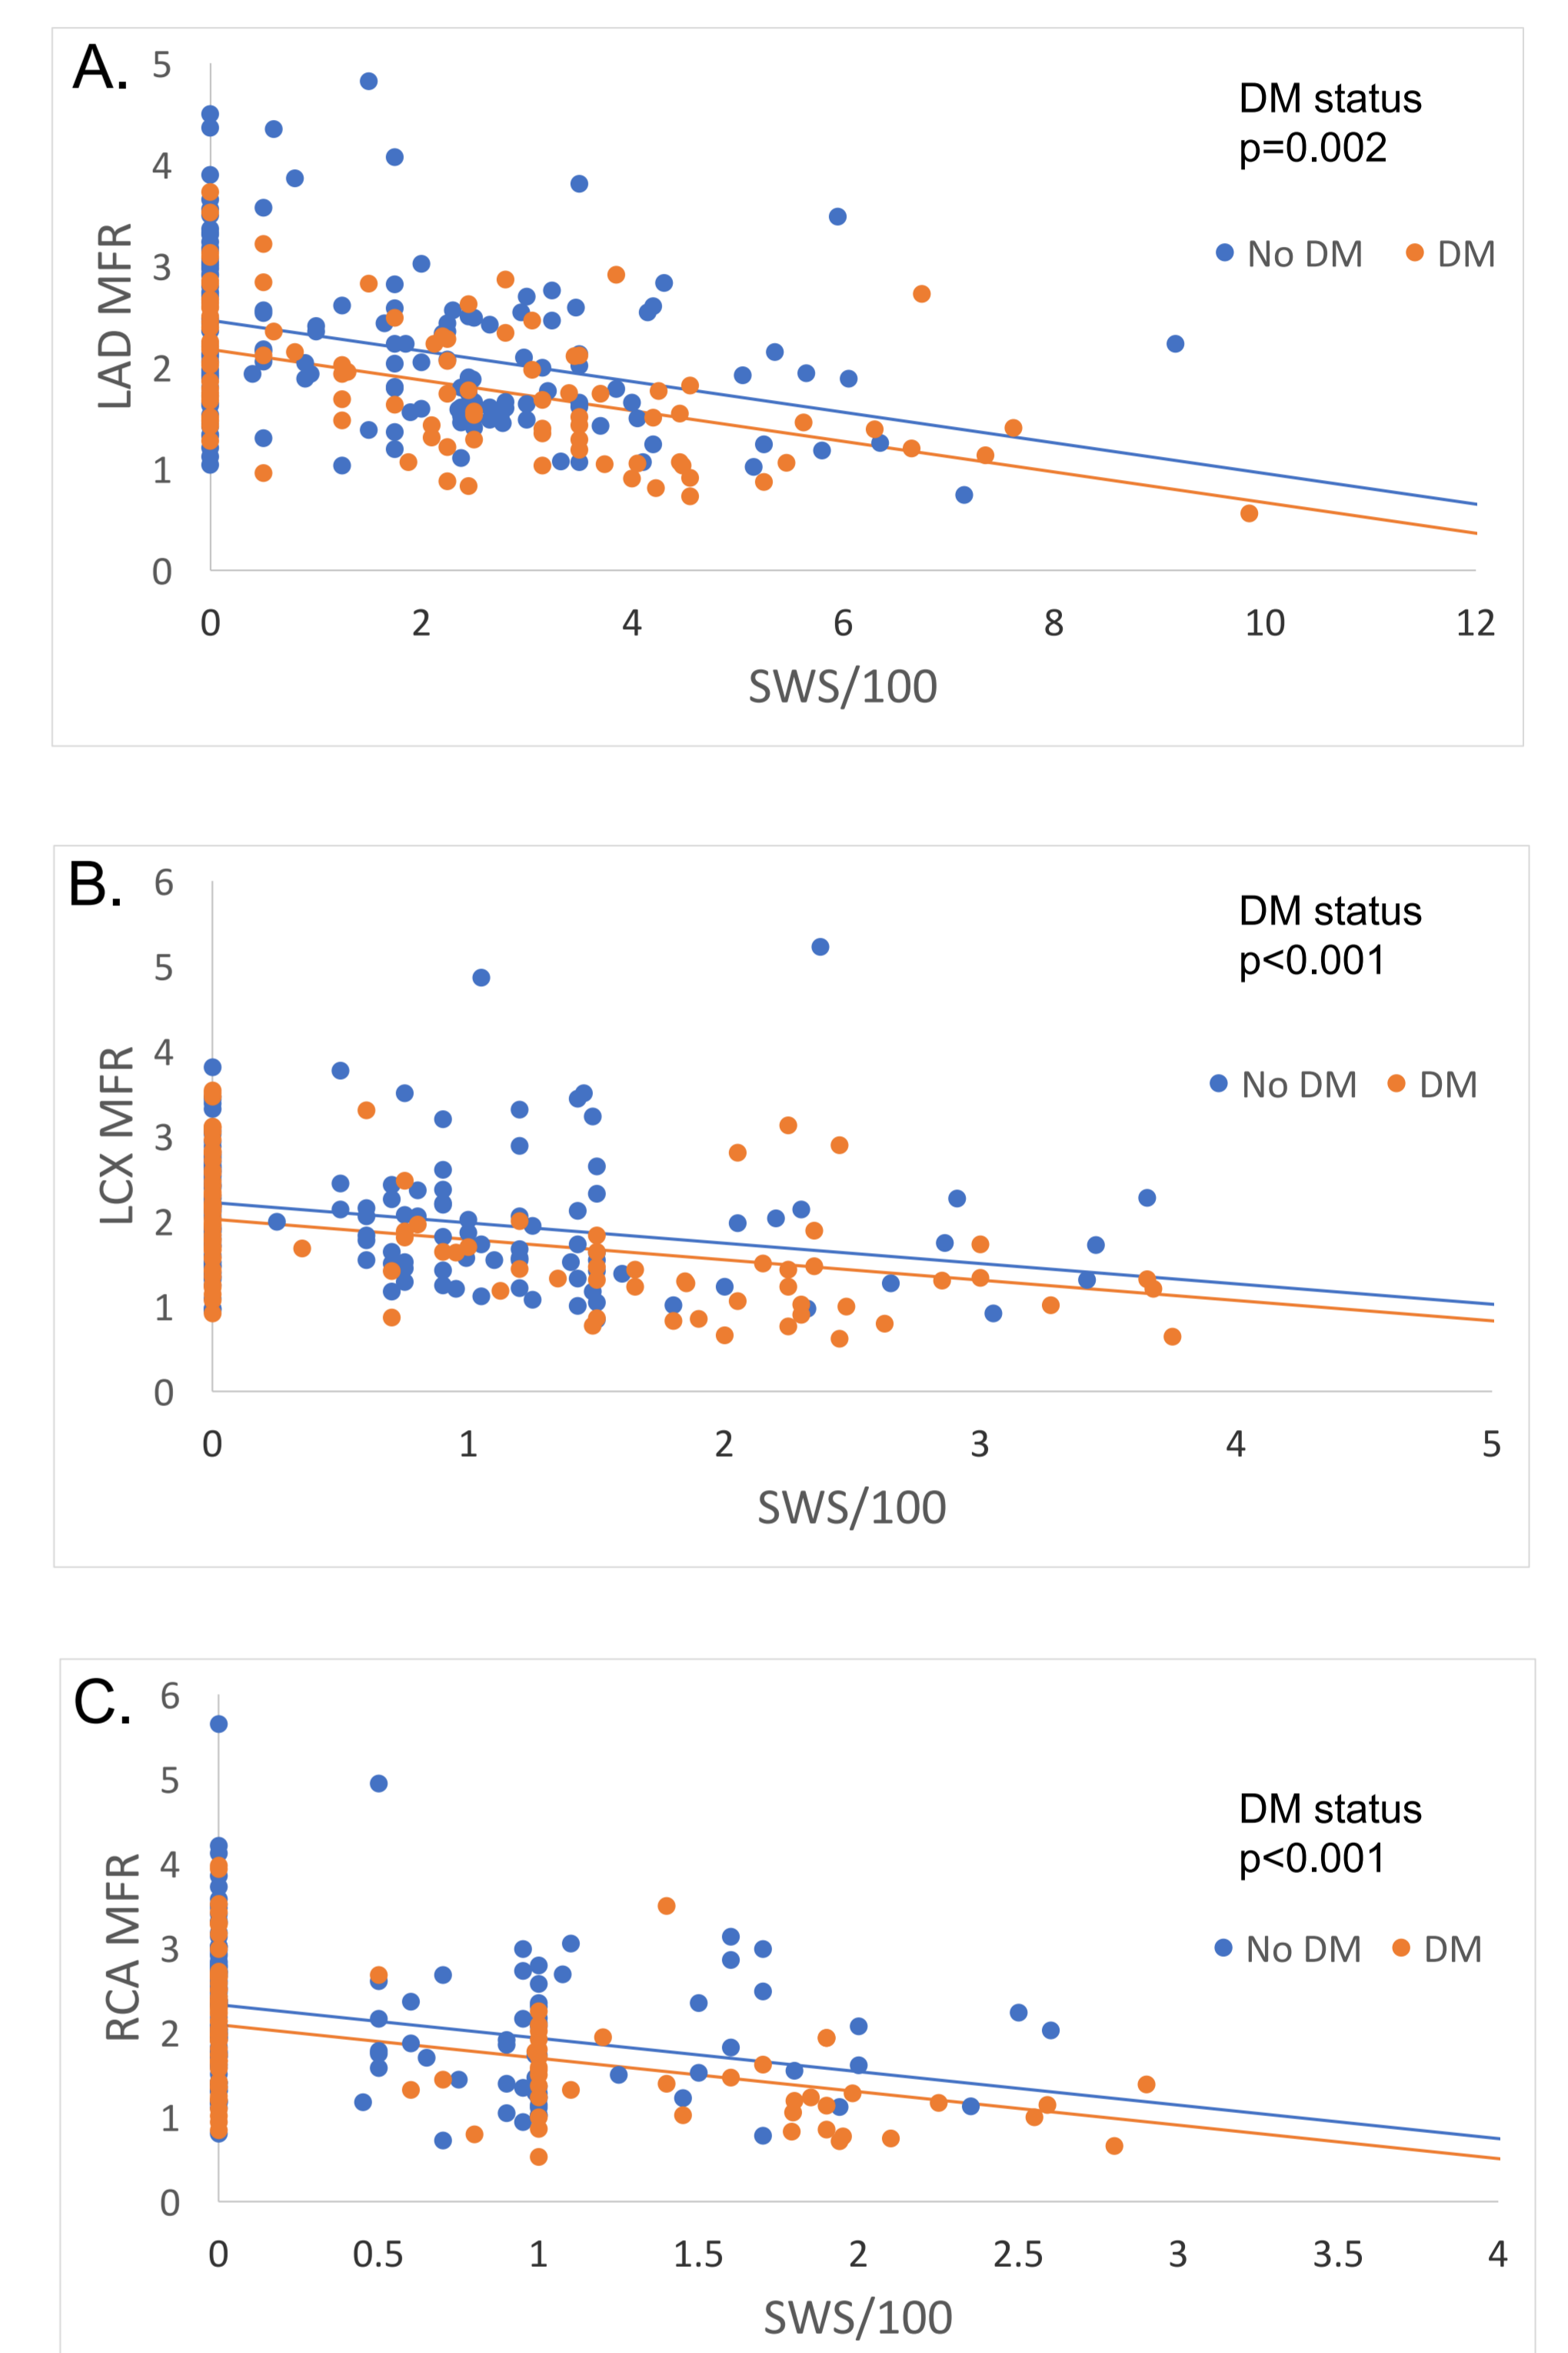 A.
DM status
p=0.002
No DM
DM
LAD MFR
5
4
3
2
1
0
0 2 4 6 8 10 12
SWS/100
B.
DM status
p<0.001
No DM
DM
LCX MFR
6
5
4
3
2
1
0
0 1 2 3 4 5
SWS/100
C.
DM status
p<0.001
No DM
DM
RCA MFR
6
5
4
3
2
1
0
0 0.5 1 1.5 2 2.5 3 3.5 4
SWS/100